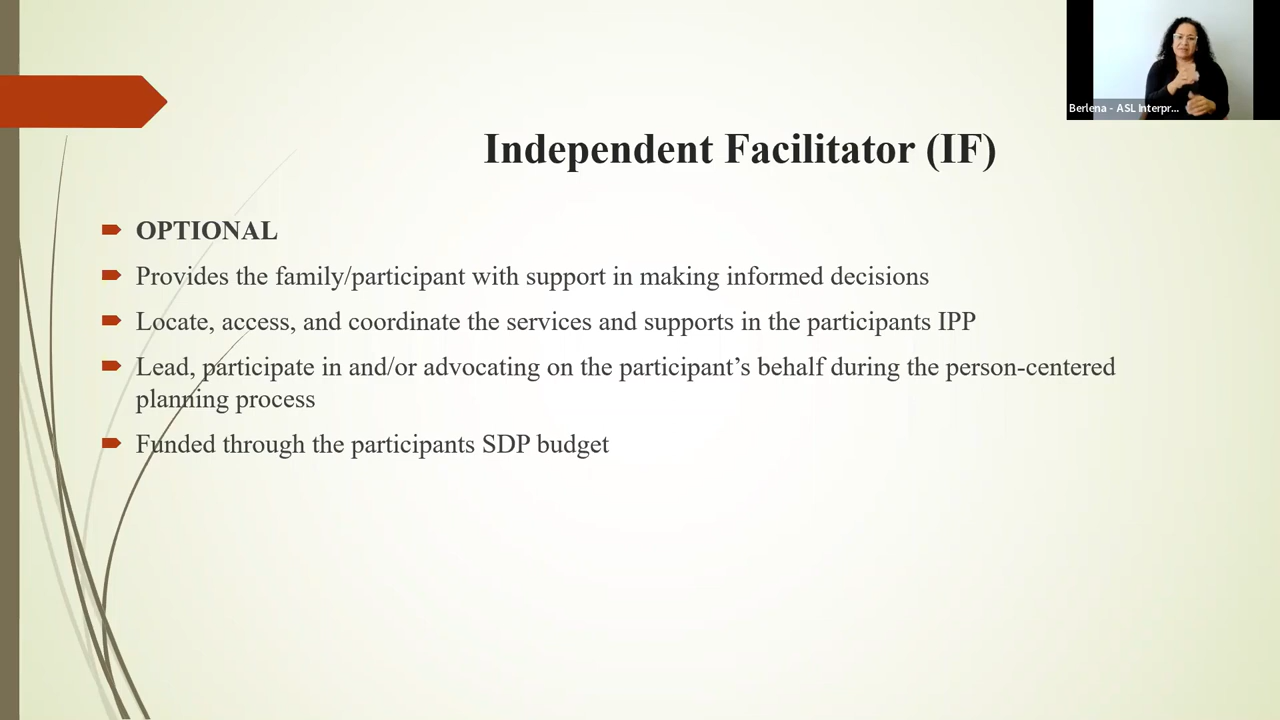 Berlena - ASL Interpr...
Independent Facilitator (IF)
OPTIONAL
Provides the family/participant with support in making informed decisions
Locate, access, and coordinate the services and supports in the participants IPP
Lead, participate in and/or advocating on the participant’s behalf during the person-centered
planning process
Funded through the participants SDP budget